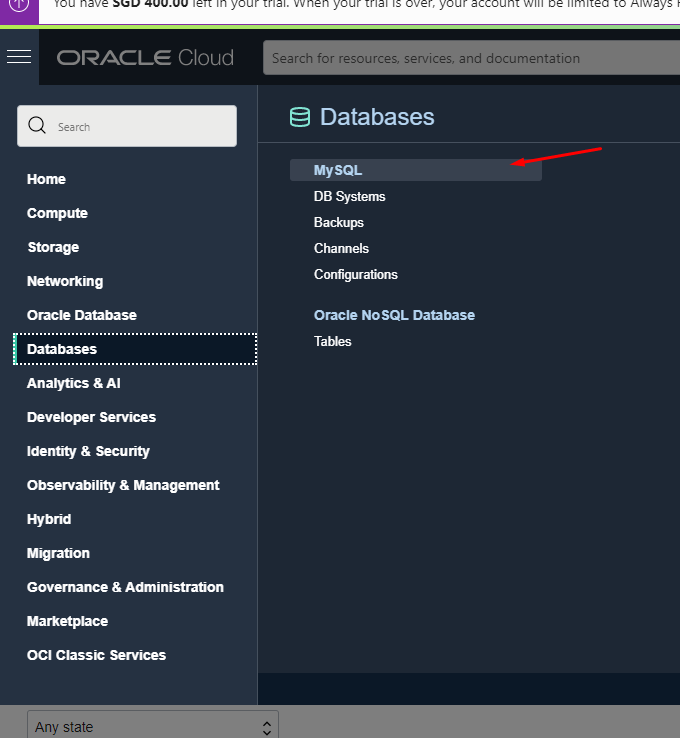 You have SGD 400.00 left in your trial. When your trial is over, your account will be limited to Always
ORACLE Cloud
Search for resources, services, and documentation
Search
Home
Compute
Storage
Networking
Oracle Database
Databases
Analytics & AI
Developer Services
Identity & Security
Observability & Management
Hybrid
Migration
Governance & Administration
Marketplace
OCI Classic Services
Databases
MySQL
DB Systems
Backups
Channels
Configurations
Oracle NoSQL Database
Tables
Any state